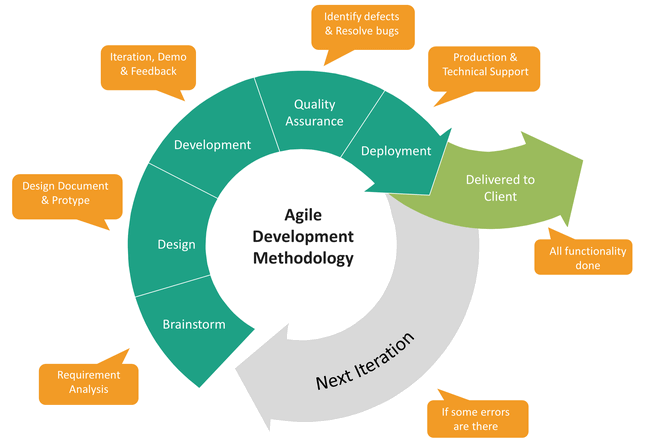 Identify defects
& Resolve bugs
Iteration, Demo
& Feedback
Production &
Technical Support
Quality
Assurance
Development
Deployment
Delivered to
Client
Design Document
& Protype
Agile
Development
Methodology
Design
All functionality
done
Brainstorm
Next Iteration
Requirement
Analysis
If some errors
are there